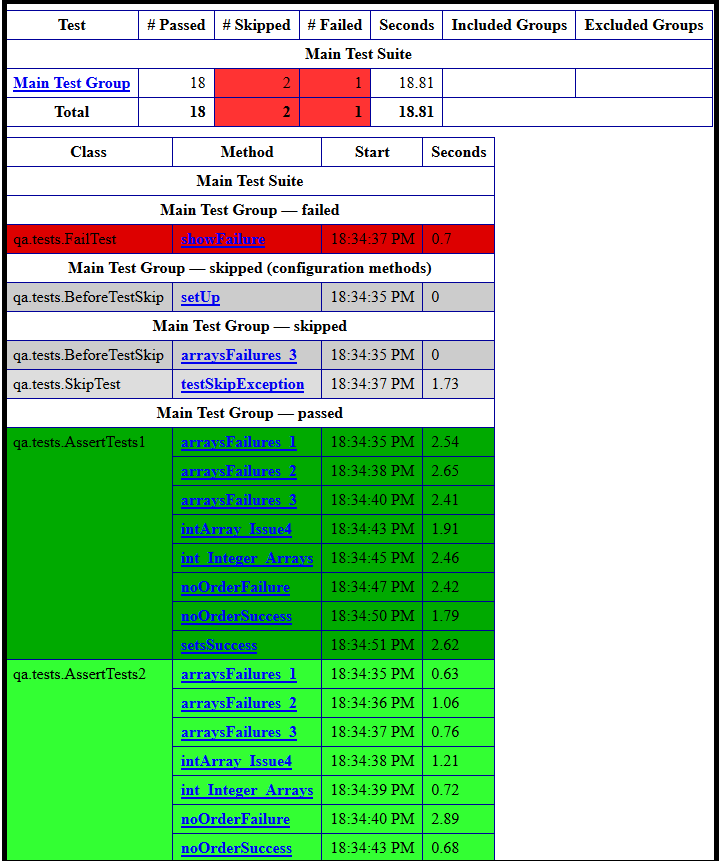 Test # Passed # Skipped # Failed Seconds Included Groups Excluded Groups
Main Test Suite
Main Test Group 18 2 1 18.81
Total 18 2 1 18.81
Class Method Start Seconds
Main Test Suite
Main Test Group — failed
qa.tests.FailTest showFailure 18:34:37 PM 0.7
Main Test Group — skipped (configuration methods)
qa.tests.BeforeTestSkip setUp 18:34:35 PM 0
Main Test Group — skipped
qa.tests.BeforeTestSkip arraysFailures_3 18:34:35 PM 0
qa.tests.SkipTest testSkipException 18:34:37 PM 1.73
Main Test Group — passed
qa.tests.AssertTests1 arraysFailures_1 18:34:35 PM 2.54
arraysFailures_2 18:34:38 PM 2.65
arraysFailures_3 18:34:40 PM 2.41
intArray_Issue4 18:34:43 PM 1.91
int_Integer_Arrays 18:34:45 PM 2.46
noOrderFailure 18:34:47 PM 2.42
noOrderSuccess 18:34:50 PM 1.79
setsSuccess 18:34:51 PM 2.62
qa.tests.AssertTests2 arraysFailures_1 18:34:35 PM 0.63
arraysFailures_2 18:34:36 PM 1.06
arraysFailures_3 18:34:37 PM 0.76
intArray_Issue4 18:34:38 PM 1.21
int_Integer_Arrays 18:34:39 PM 0.72
noOrderFailure 18:34:40 PM 2.89
noOrderSuccess 18:34:43 PM 0.68